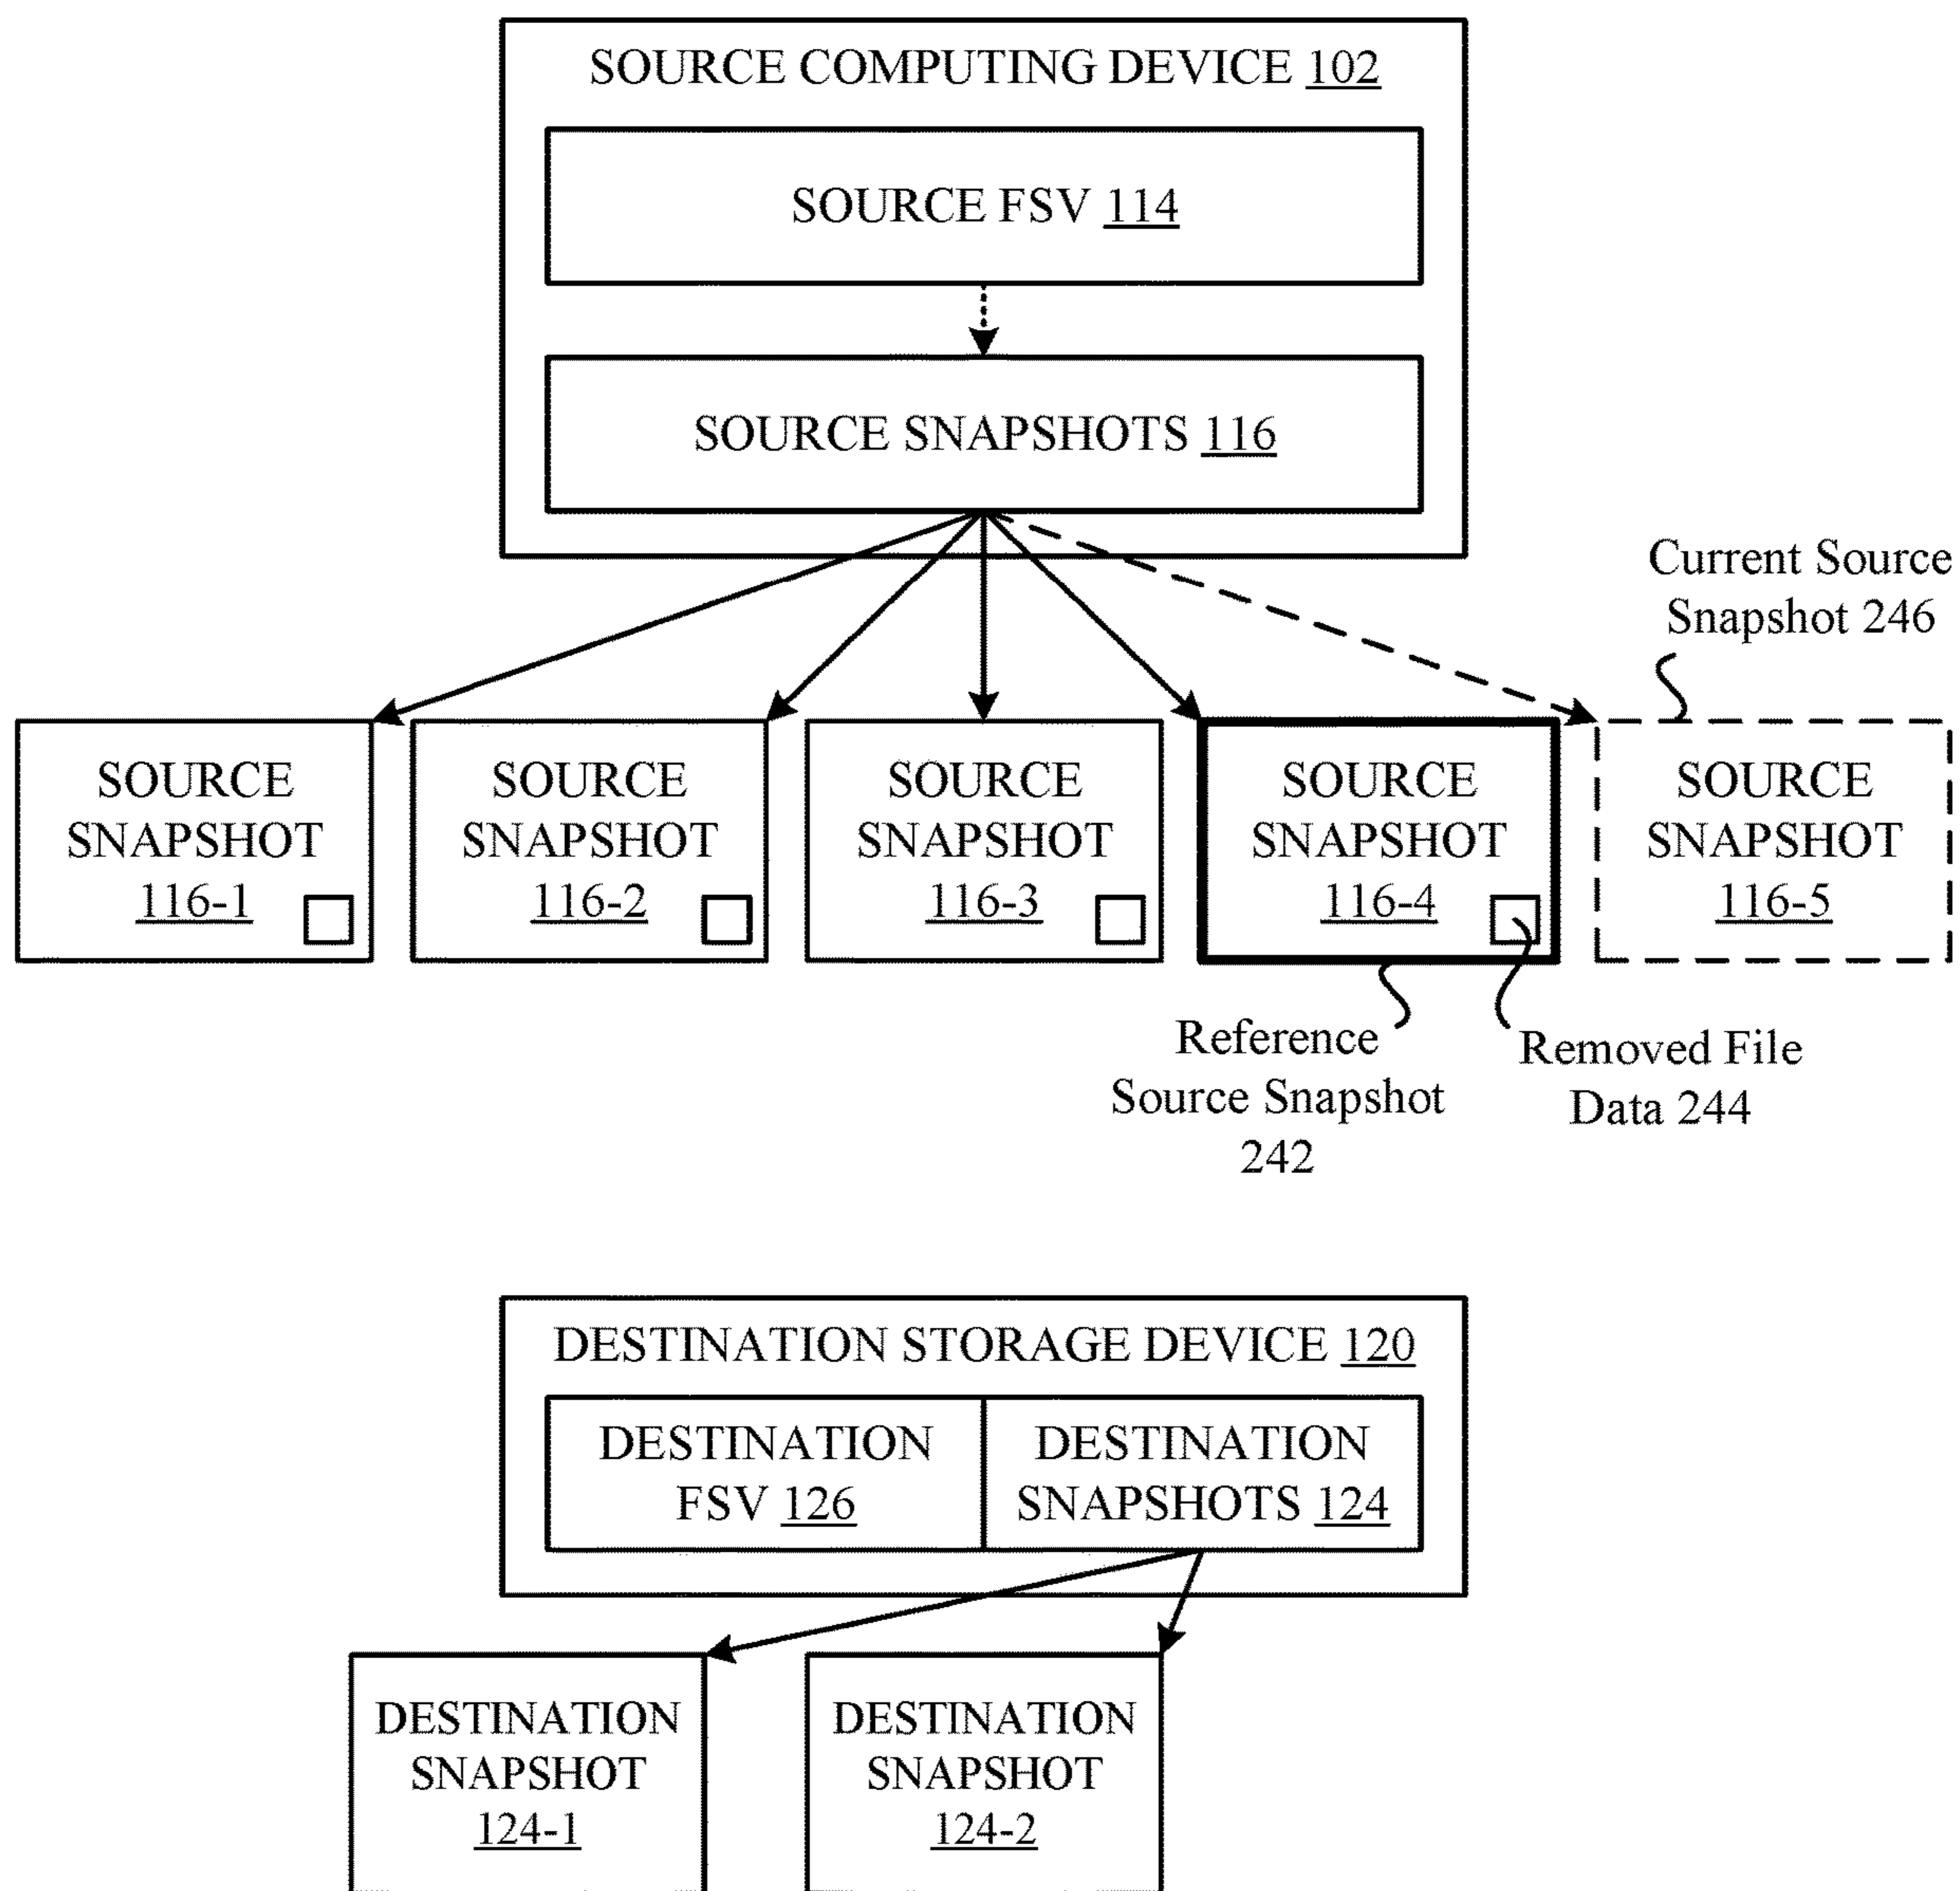 SOURCE COMPUTING DEVICE 102
SOURCE FSV 114
SOURCE SNAPSHOTS 116
Current Source
Snapshot 246
SOURCE
SNAPSHOT
116-1
SOURCE
SNAPSHOT
116-2
SOURCE
SNAPSHOT
116-3
SOURCE
SNAPSHOT
116-4
SOURCE
SNAPSHOT
116-5
Reference
Source Snapshot
242
Removed File
Data 244
DESTINATION STORAGE DEVICE 120
DESTINATION
FSV 126
DESTINATION
SNAPSHOTS 124
DESTINATION
SNAPSHOT
124-1
DESTINATION
SNAPSHOT
124-2